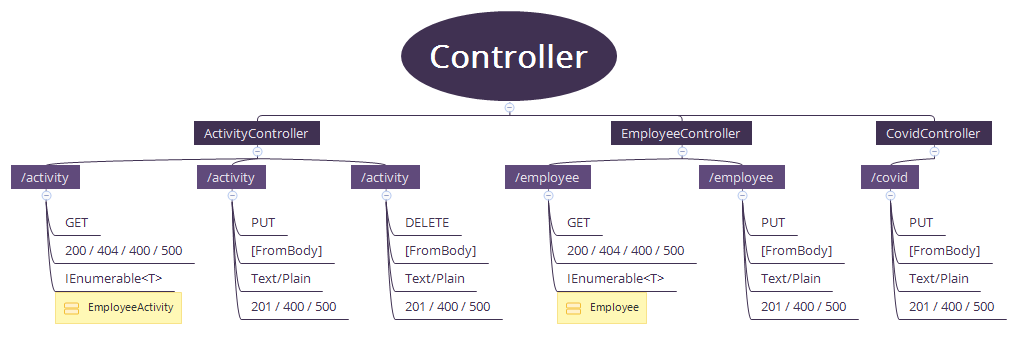 Controller
ActivityController
EmployeeController
CovidController
/activity
/activity
/activity
/employee
/employee
/covid
GET
200 / 404 / 400 / 500
IEnumerable<T>
EmployeeActivity
PUT
[FromBody]
Text/Plain
201 / 400 / 500
DELETE
[FromBody]
Text/Plain
201 / 400 / 500
GET
200 / 404 / 400 / 500
IEnumerable<T>
Employee
PUT
[FromBody]
Text/Plain
201 / 400 / 500
PUT
[FromBody]
Text/Plain
201 / 400 / 500